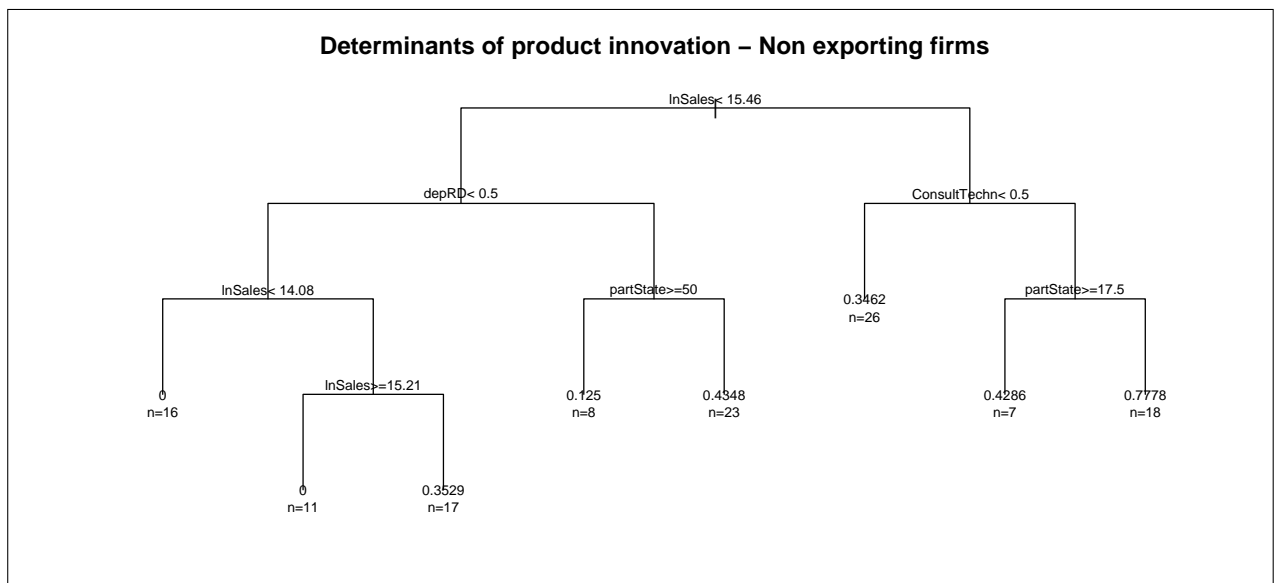 Determinants of product innovation – Non exporting firms
lnSales< 15.46
depRD< 0.5
ConsultTechn< 0.5
lnSales< 14.08
partState>=50
0.3462
n=26
partState>=17.5
0
n=16
lnSales>=15.21
0.125
n=8
0.4348
n=23
0.4286
n=7
0.7778
n=18
0
n=11
0.3529
n=17